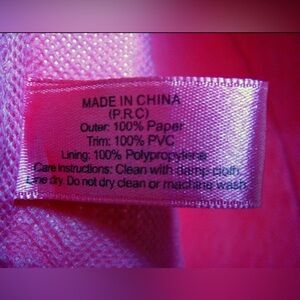 MADE IN CHINA
(P.R.C)
Outer: 100% Paper
Trim: 100% PVC
Lining: 100% Polypropylene
Care instructions: Clean with damp cloth
Line dry. Do not dry clean or machine wash